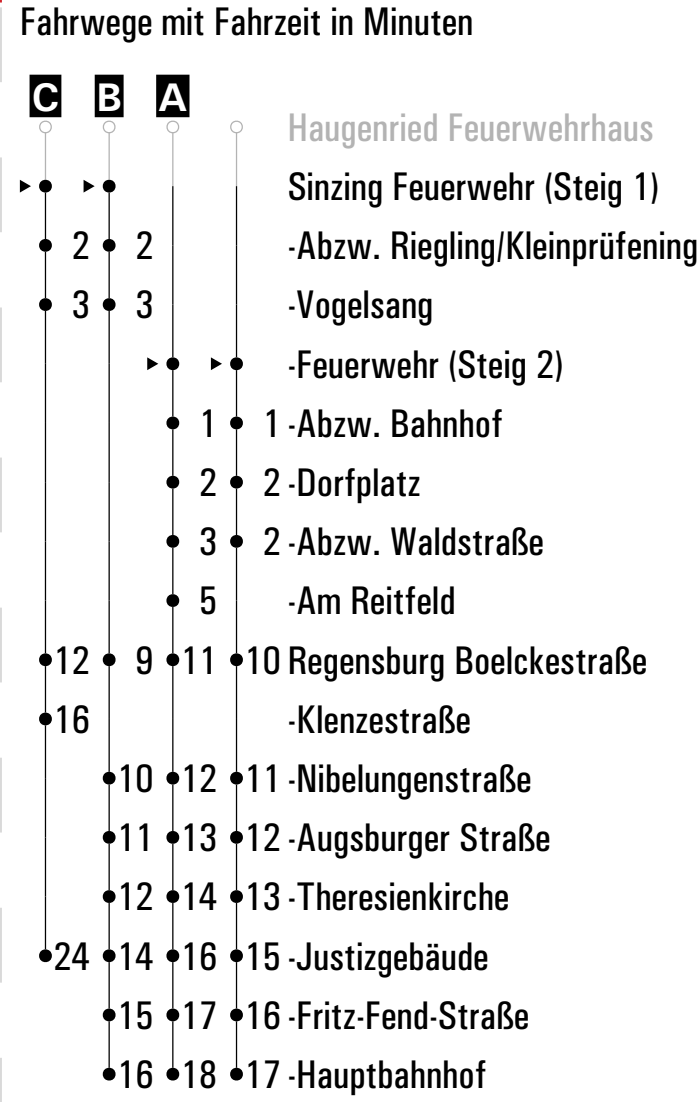 Fahrwege mit Fahrzeit in Minuten
C B A
Haugenried Feuerwehrhaus
Sinzing Feuerwehr (Steig 1)
2 2 -Abzw. Riegling/Kleinprüfening
3 3 -Vogelsang
-Feuerwehr (Steig 2)
1 1 -Abzw. Bahnhof
2 2 -Dorfplatz
3 2 -Abzw. Waldstraße
5 -Am Reitfeld
12 9 11 10 Regensburg Boelckestraße
16 -Klenzestraße
10 12 11 -Nibelungenstraße
11 13 12 -Augsburger Straße
12 14 13 -Theresienkirche
24 14 16 15 -Justizgebäude
15 17 16 -Fritz-Fend-Straße
16 18 17 -Hauptbahnhof